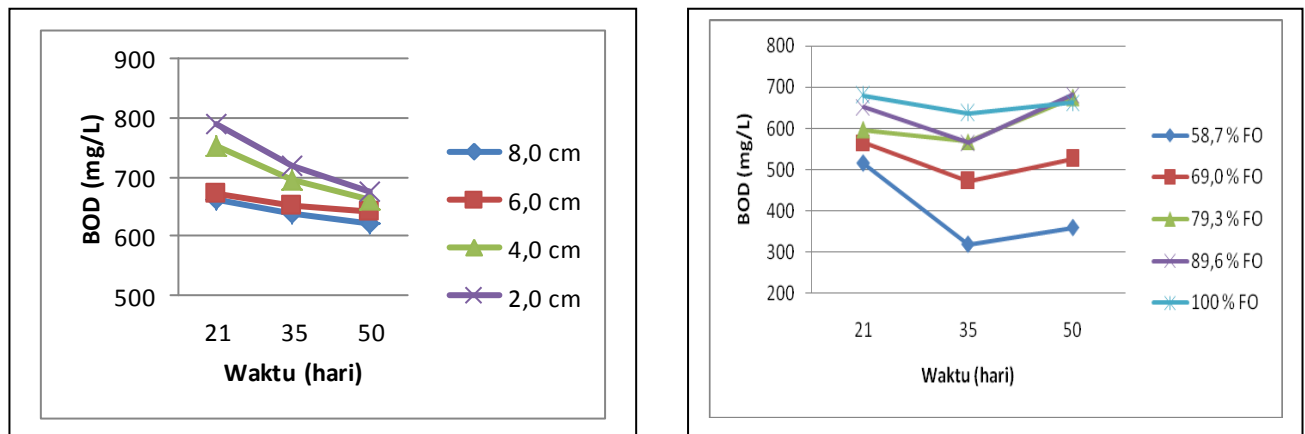 900
800
700
600
500
BOD (mg/L)
21 35 50
Waktu (hari)
8,0 cm
6,0 cm
4,0 cm
2,0 cm
800
700
600
500
400
300
200
BOD (mg/L)
21 35 50
Waktu (hari)
58,7 % FO
69,0 % FO
79,3 % FO
89,6 % FO
100 % FO